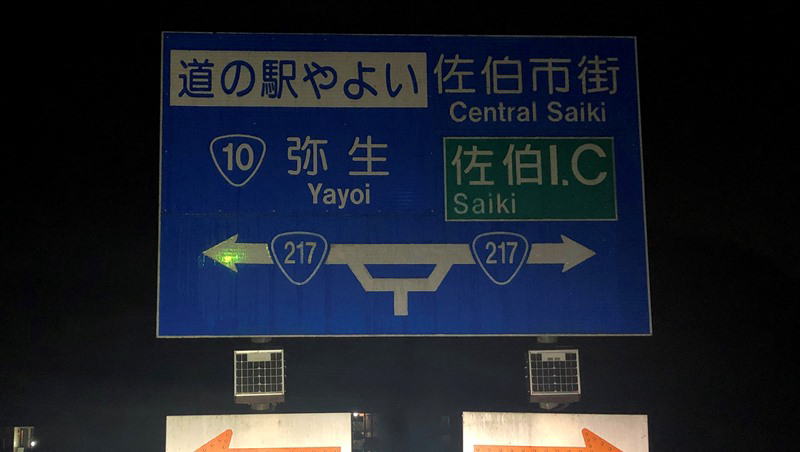 道の駅やよい
佐伯市街
Central Saiki
10 弥生
Yayoi
佐伯I.C
Saiki
217
217